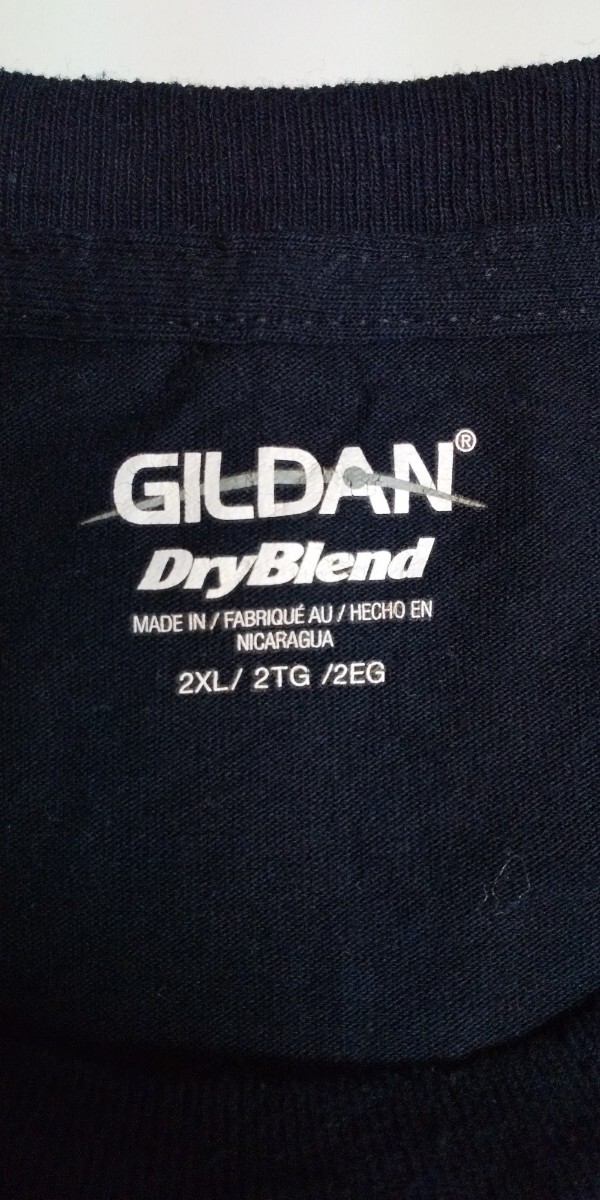 GILDAN®
DryBlend
MADE IN / FABRIQUÉ AU / HECHO EN
NICARAGUA
2XL/ 2TG /2EG